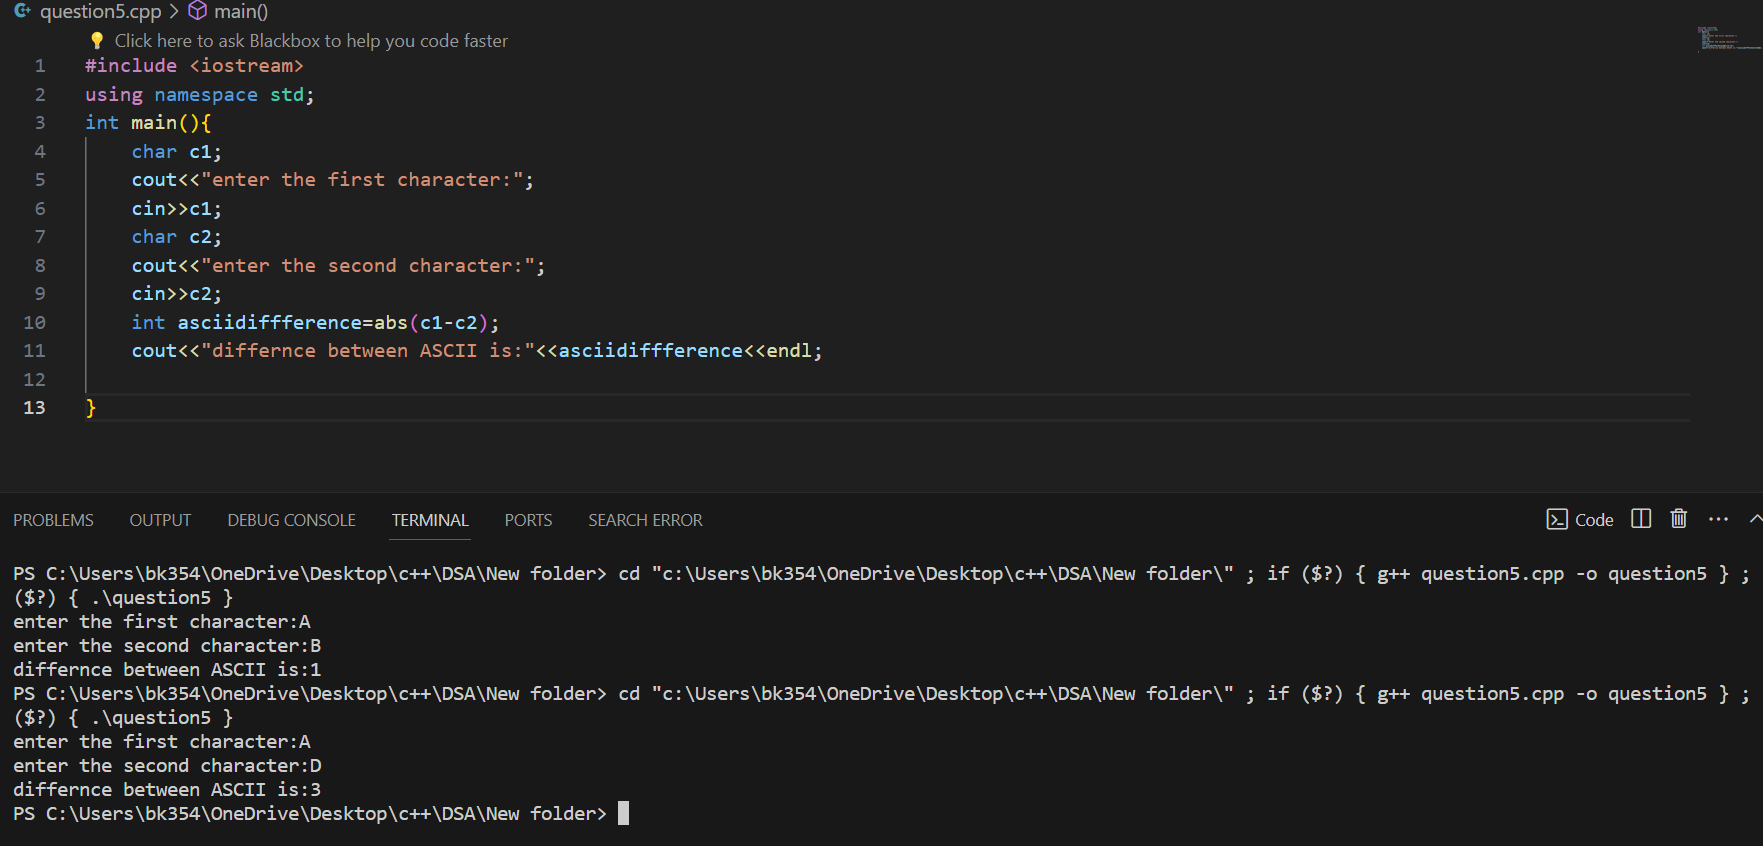 question5.cpp > main()
Click here to ask Blackbox to help you code faster
1 #include <iostream>
2 using namespace std;
3 int main(){
4     char c1;
5     cout<<"enter the first character:";
6     cin>>c1;
7     char c2;
8     cout<<"enter the second character:";
9     cin>>c2;
10     int asciidiffference=abs(c1-c2);
11     cout<<"differnce between ASCII is:"<<asciidiffference<<endl;
12
13 }
PROBLEMS OUTPUT DEBUG CONSOLE TERMINAL PORTS SEARCH ERROR Code
PS C:\Users\bk354\OneDrive\Desktop\c++\DSA\New folder> cd "c:\Users\bk354\OneDrive\Desktop\c++\DSA\New folder\" ; if ($?) { g++ question5.cpp -o question5 } ;
($?) { .\question5 }
enter the first character:A
enter the second character:B
differnce between ASCII is:1
PS C:\Users\bk354\OneDrive\Desktop\c++\DSA\New folder> cd "c:\Users\bk354\OneDrive\Desktop\c++\DSA\New folder\" ; if ($?) { g++ question5.cpp -o question5 } ;
($?) { .\question5 }
enter the first character:A
enter the second character:D
differnce between ASCII is:3
PS C:\Users\bk354\OneDrive\Desktop\c++\DSA\New folder>